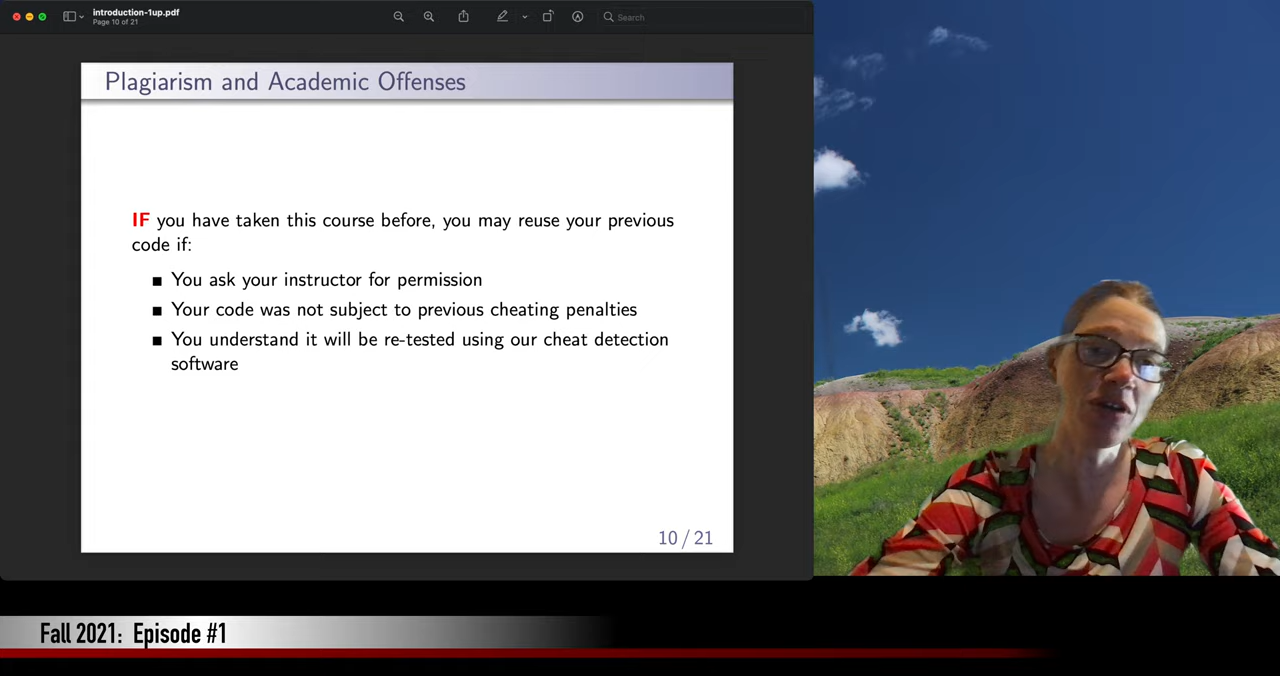 introduction-1up.pdf
Page 10 of 21
Search
Plagiarism and Academic Offenses
IF you have taken this course before, you may reuse your previous
code if:
■ You ask your instructor for permission
■ Your code was not subject to previous cheating penalties
■ You understand it will be re-tested using our cheat detection
software
10 / 21
Fall 2021: Episode #1